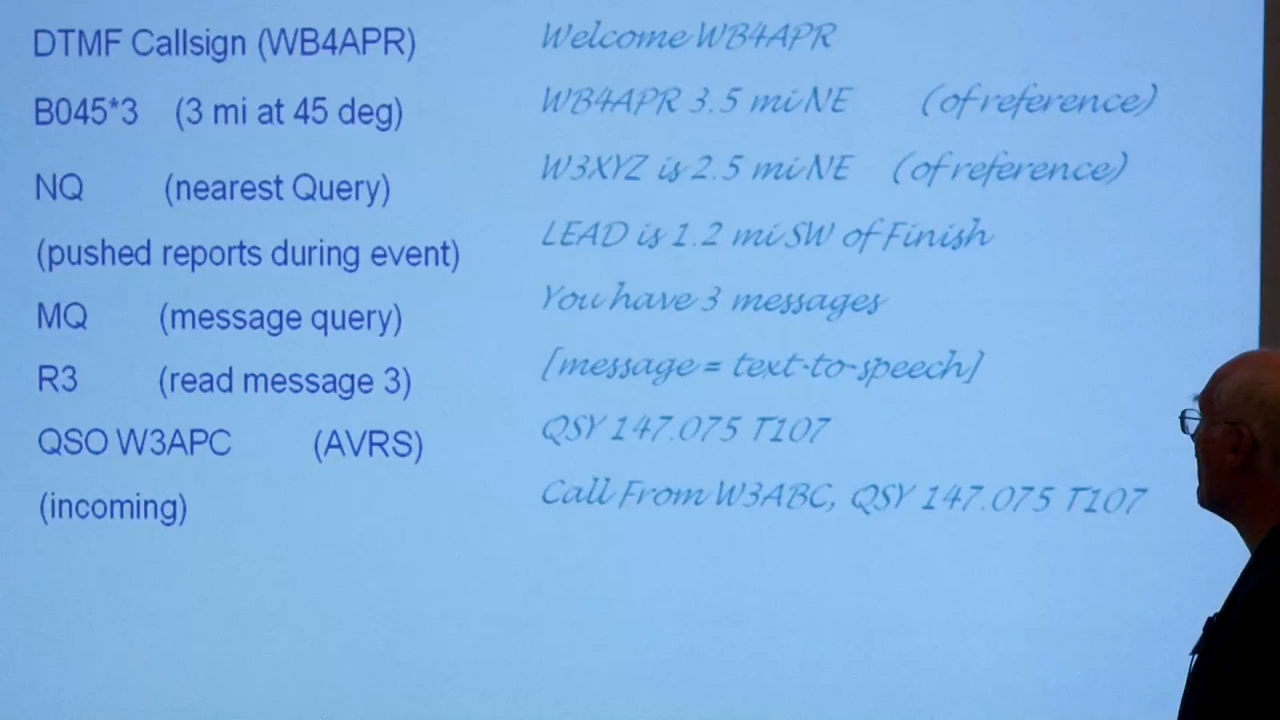 DTMF Callsign (WB4APR) Welcome WB4APR
B045*3 (3 mi at 45 deg) WB4APR 3.5 mi NE (of reference)
NQ (nearest Query) W3XYZ is 2.5 mi NE (of reference)
(pushed reports during event) LEAD is 1.2 mi SW of Finish
MQ (message query) You have 3 messages
R3 (read message 3) [message = text-to-speech]
QSO W3APC (AVRS) QSY 147.075 T107
(incoming) Call From W3ABC, QSY 147.075 T107